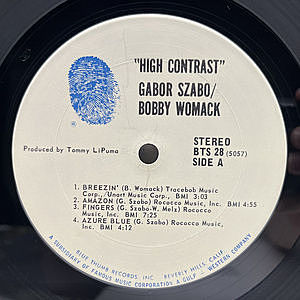 "HIGH CONTRAST"
GABOR SZABO/
BOBBY WOMACK
Produced by Tommy LiPuma
STEREO
BTS 28 (5057)
SIDE A
1. BREEZIN' (B. Womack) Tracebob Music
Corp./Unart Music Corp., BMI 3:03
2. AMAZON (G. Szabo) Rococco Music, Inc. BMI 4:55
3. FINGERS (G. Szabo-W. Melz) Rococco
Music, Inc. BMI 7:25
4. AZURE BLUE (G. Szabo) Rococco Music,
Inc. BMI 4:12
BLUE THUMB RECORDS INC. BEVERLY HILLS, CALIF.
A SUBSIDIARY OF FAMOUS MUSIC CORPORATION A GULF + WESTERN COMPANY